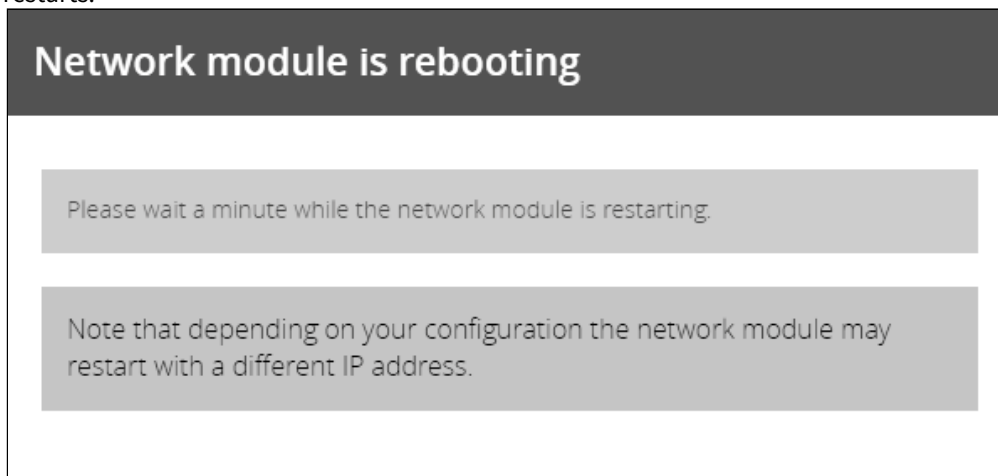 restarts.
Network module is rebooting
Please wait a minute while the network module is restarting.
Note that depending on your configuration the network module may
restart with a different IP address.